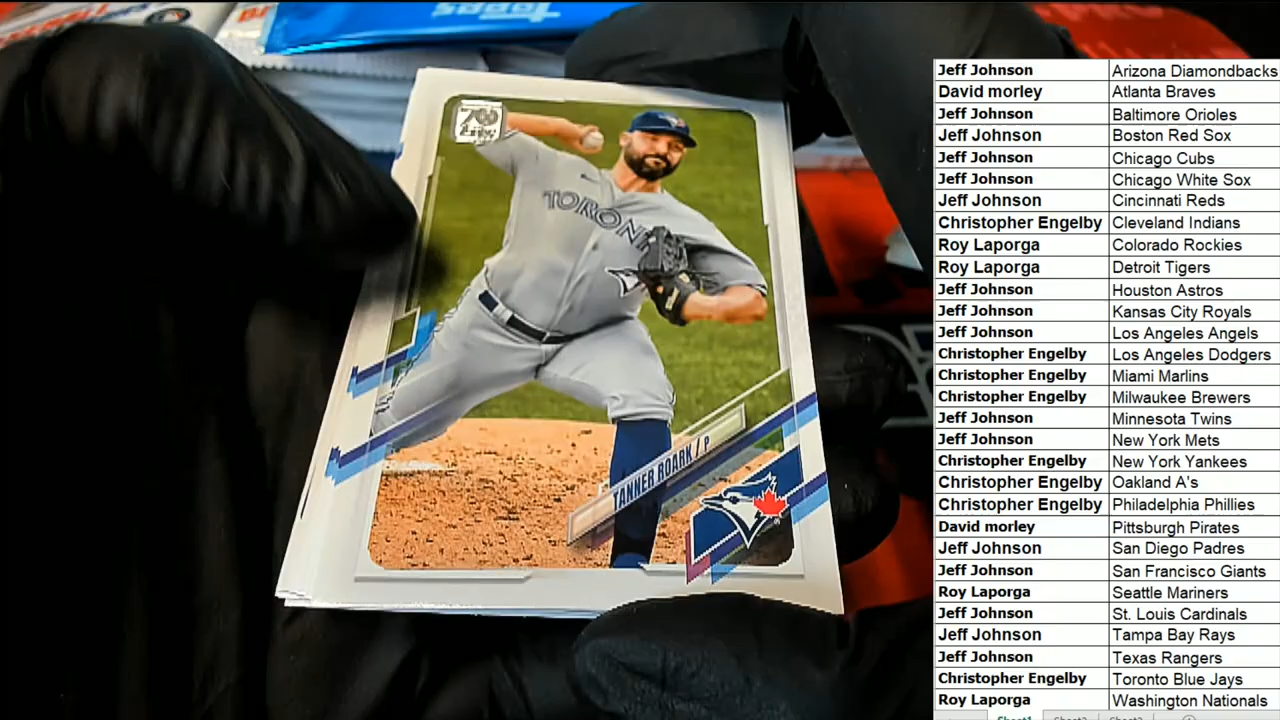 Topps
70
Topps
TORONTO
TANNER ROARK / P
Jeff Johnson Arizona Diamondbacks
David morley Atlanta Braves
Jeff Johnson Baltimore Orioles
Jeff Johnson Boston Red Sox
Jeff Johnson Chicago Cubs
Jeff Johnson Chicago White Sox
Jeff Johnson Cincinnati Reds
Christopher Engelby Cleveland Indians
Roy Laporga Colorado Rockies
Roy Laporga Detroit Tigers
Jeff Johnson Houston Astros
Jeff Johnson Kansas City Royals
Jeff Johnson Los Angeles Angels
Christopher Engelby Los Angeles Dodgers
Christopher Engelby Miami Marlins
Christopher Engelby Milwaukee Brewers
Jeff Johnson Minnesota Twins
Jeff Johnson New York Mets
Christopher Engelby New York Yankees
Christopher Engelby Oakland A's
Christopher Engelby Philadelphia Phillies
David morley Pittsburgh Pirates
Jeff Johnson San Diego Padres
Jeff Johnson San Francisco Giants
Roy Laporga Seattle Mariners
Jeff Johnson St. Louis Cardinals
Jeff Johnson Tampa Bay Rays
Jeff Johnson Texas Rangers
Christopher Engelby Toronto Blue Jays
Roy Laporga Washington Nationals
Sheet1 Sheet2 Sheet3